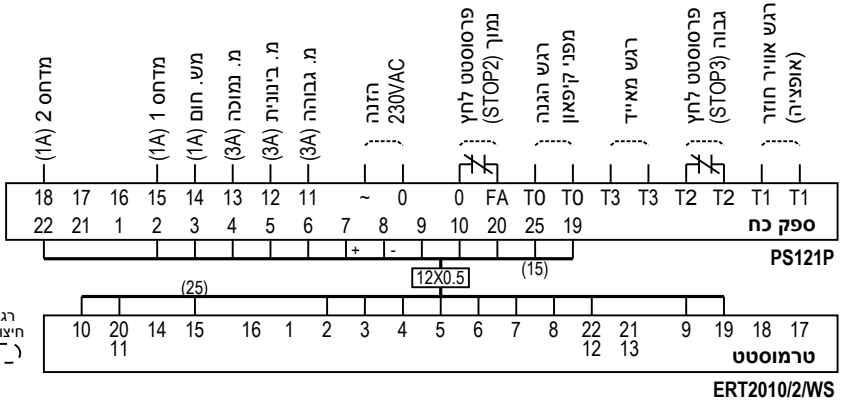 מדחס 2 (1A)
מדחס 1 (1A)
מש. חום (1A)
מ. נמוכה (3A)
מ. בינונית (3A)
מ. גבוהה (3A)
הזנה
230VAC
פרסוסטט לחץ
נמוך (STOP2)
רגש הגנה
מפני קיפאון
רגש מאייד
פרסוסטט לחץ
גבוה (STOP3)
רגש אוויר חוזר
(אופציה)
18 17 16 15 14 13 12 11 ~ 0 0 FA T0 T0 T3 T3 T2 T2 T1 T1
22 21 1 2 3 4 5 6 7 8 9 10 20 25 19 ספק כח
+ -
PS121P
12X0.5
(15)
(25)
10 20 14 15 16 1 2 3 4 5 6 7 8 22 21 9 19 18 17
11 12 13
טרמוסטט
ERT2010/2/WS